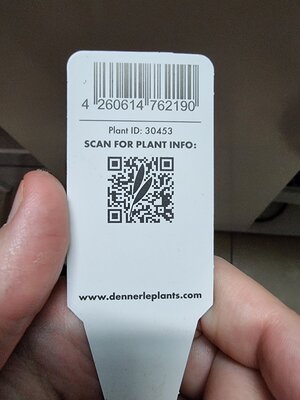 4 260614 762190
Plant ID: 30453
SCAN FOR PLANT INFO:
www.dennerleplants.com